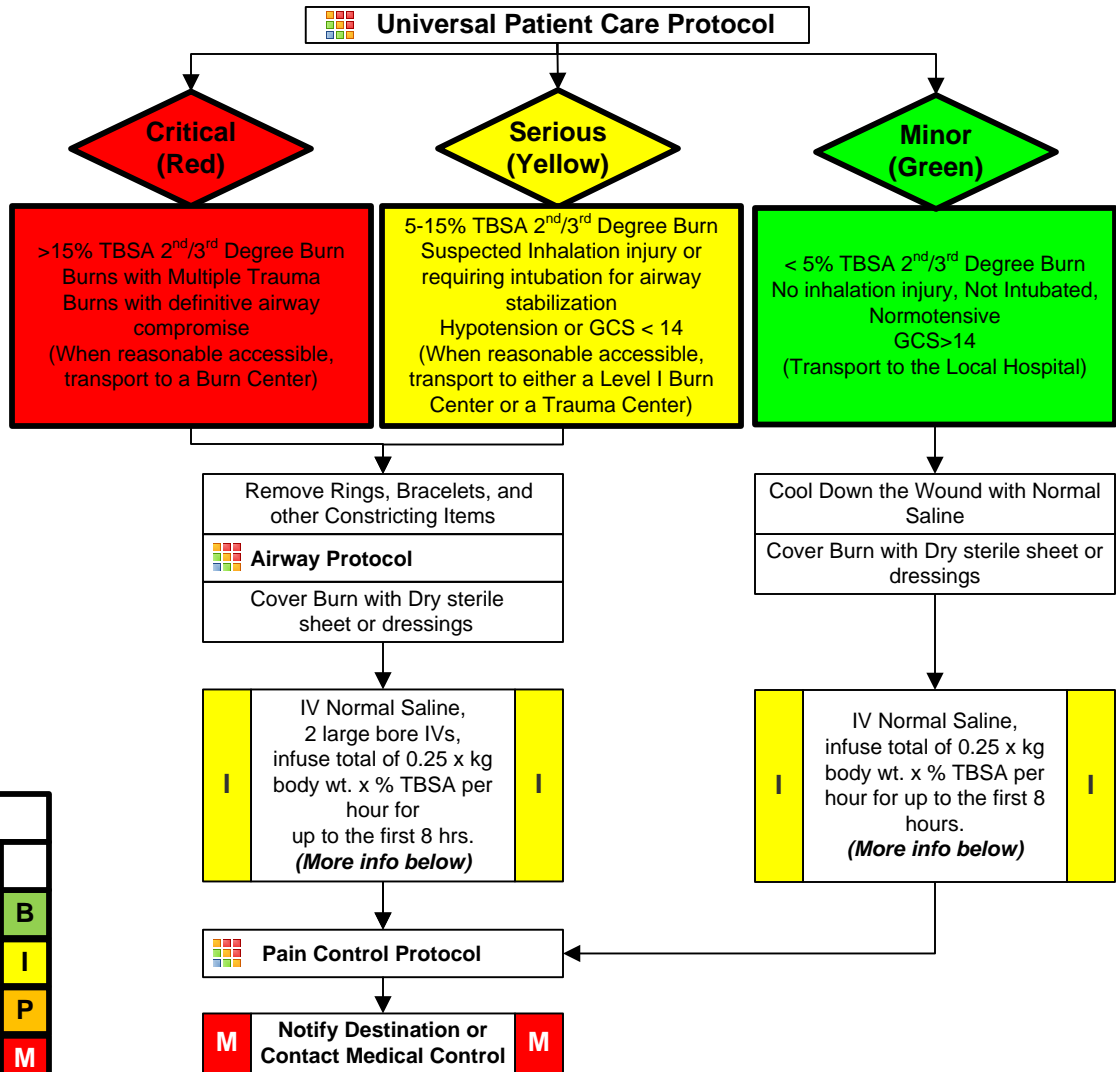 Universal Patient Care Protocol
Critical
(Red)
Serious
(Yellow)
Minor
(Green)
>15% TBSA 2nd/3rd Degree Burn
Burns with Multiple Trauma
Burns with definitive airway
compromise
(When reasonable accessible,
transport to a Burn Center)
5-15% TBSA 2nd/3rd Degree Burn
Suspected Inhalation injury or
requiring intubation for airway
stabilization
Hypotension or GCS < 14
(When reasonable accessible,
transport to either a Level I Burn
Center or a Trauma Center)
< 5% TBSA 2nd/3rd Degree Burn
No inhalation injury, Not Intubated,
Normotensive
GCS>14
(Transport to the Local Hospital)
Remove Rings, Bracelets, and
other Constricting Items
Airway Protocol
Cover Burn with Dry sterile
sheet or dressings
Cool Down the Wound with Normal
Saline
Cover Burn with Dry sterile sheet or
dressings
I
IV Normal Saline,
2 large bore IVs,
infuse total of 0.25 x kg
body wt. x % TBSA per
hour for
up to the first 8 hrs.
(More info below)
I
I
IV Normal Saline,
infuse total of 0.25 x kg
body wt. x % TBSA per
hour for up to the first 8
hours.
(More info below)
I
B
I
P
M
Pain Control Protocol
M
Notify Destination or
Contact Medical Control
M